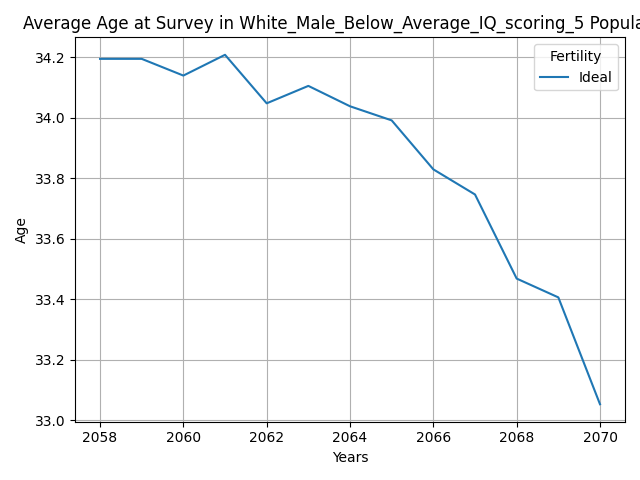 Average Age at Survey in White_Male_Below_Average_IQ_scoring_5 Popula
Fertility
Ideal
34.2
34.0
33.8
33.6
33.4
33.2
33.0
Age
2058 2060 2062 2064 2066 2068 2070
Years